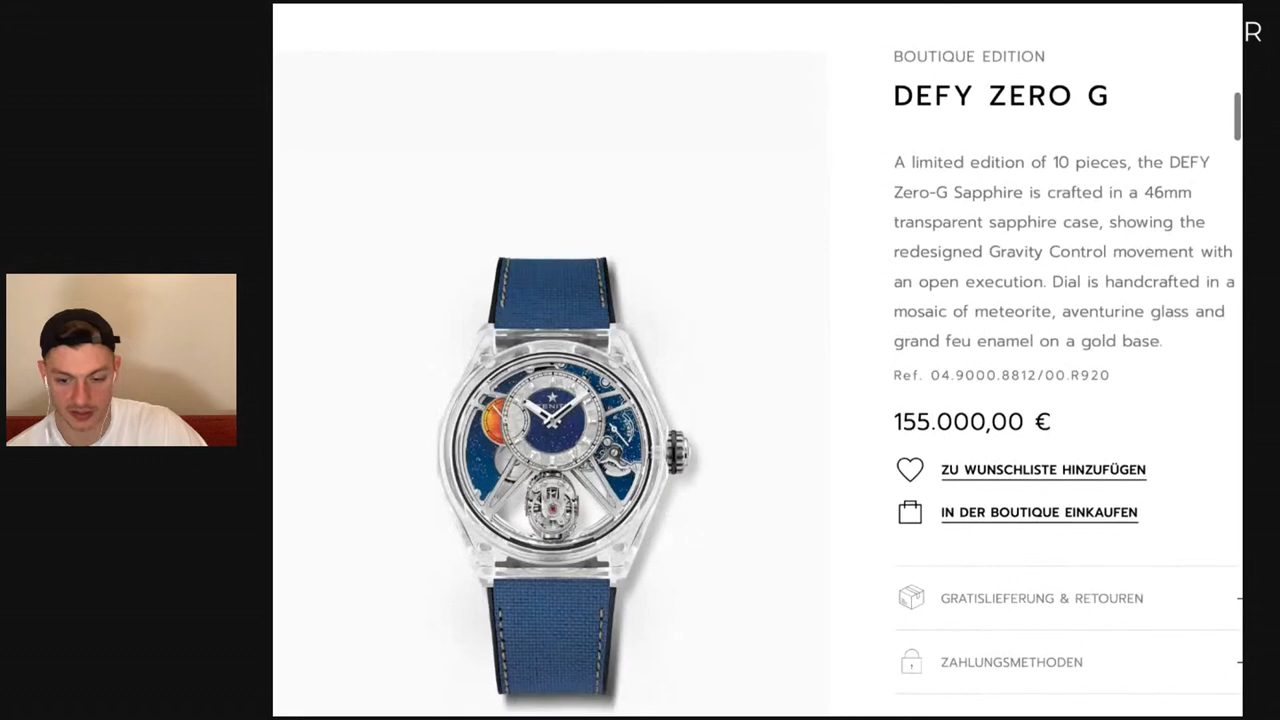 R
BOUTIQUE EDITION
DEFY ZERO G
A limited edition of 10 pieces, the DEFY
Zero-G Sapphire is crafted in a 46mm
transparent sapphire case, showing the
redesigned Gravity Control movement with
an open execution. Dial is handcrafted in a
mosaic of meteorite, aventurine glass and
grand feu enamel on a gold base.
Ref. 04.9000.8812/00.R920
155.000,00 €
ZU WUNSCHLISTE HINZUFÜGEN
IN DER BOUTIQUE EINKAUFEN
GRATISLIEFERUNG & RETOUREN
ZAHLUNGSMETHODEN